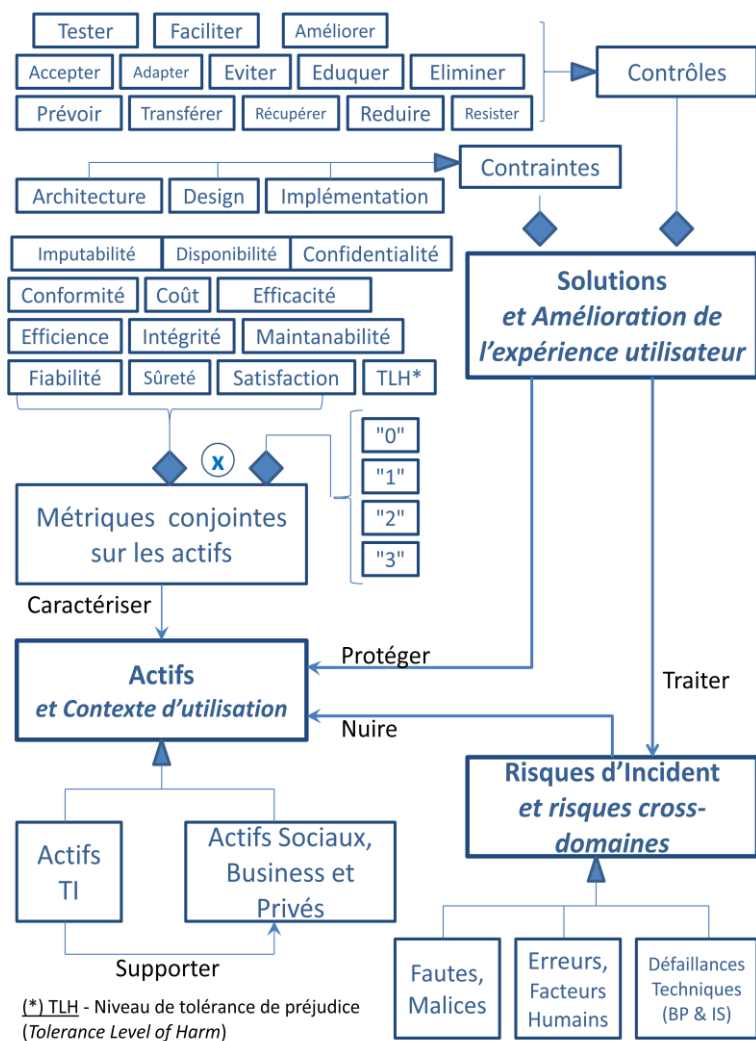 Tester Faciliter Améliorer
Accepter Adapter Eviter Eduquer Eliminer
Contrôles
Prévoir Transférer Récupérer Reduire Resister
Contraintes
Architecture Design Implémentation
Imputabilité Disponibilité Confidentialité
Conformité Coût Efficacité
Efficience Intégrité Maintanabilité
Fiabilité Sûreté Satisfaction TLH*
Solutions
et Amélioration de
l'expérience utilisateur
x
"0"
"1"
"2"
"3"
Métriques conjointes
sur les actifs
Caractériser
Protéger
Traiter
Actifs
et Contexte d'utilisation
Nuire
Risques d'Incident
et risques cross-
domaines
Actifs
TI
Actifs Sociaux,
Business et
Privés
Supporter
Fautes,
Malices
Erreurs,
Facteurs
Humains
Défaillances
Techniques
(BP & IS)
(*) TLH - Niveau de tolérance de préjudice
(Tolerance Level of Harm)